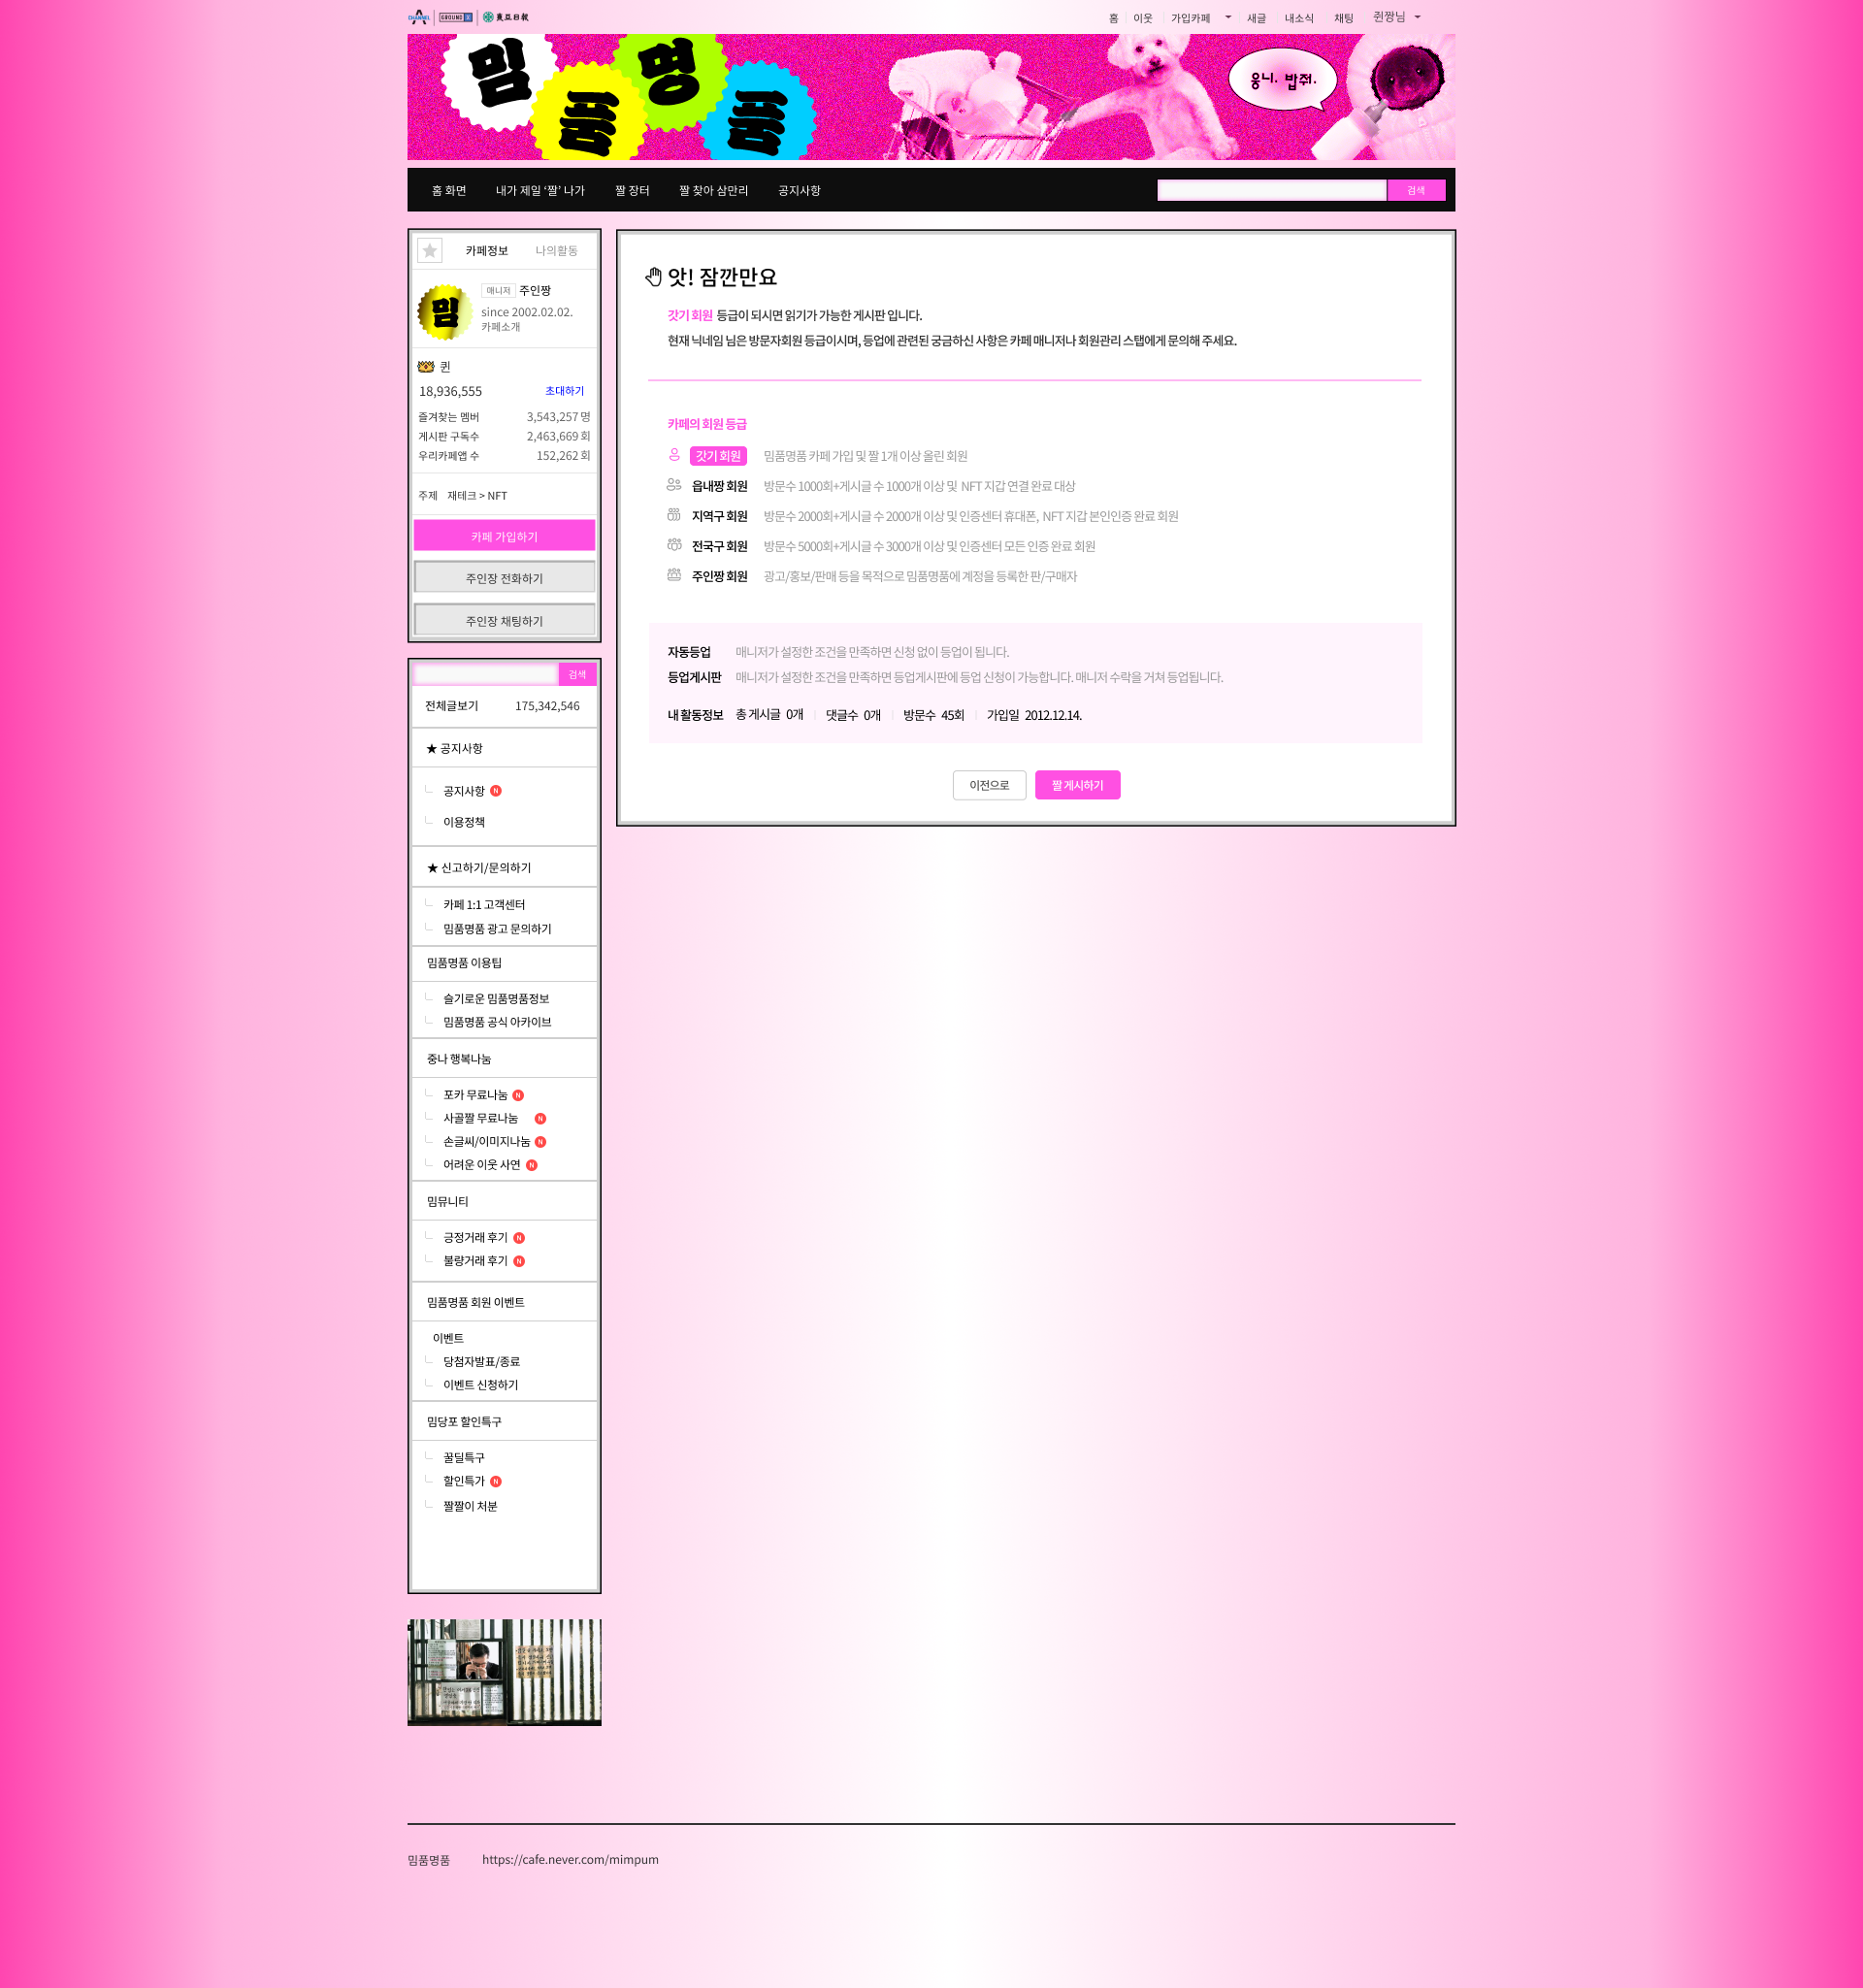 CHANNEL A GROUND X 東亞日報
홈 이웃 가입카페 새글 내소식 채팅 퀸짱님
밈품명품
웅니. 밥줘.
홈 화면 내가 제일 ‘짤’ 나가 짤 장터 짤 찾아 삼만리 공지사항 검색
카페정보 나의활동
밈
매니저 주인짱
since 2002.02.02.
카페소개
퀸
18,936,555 초대하기
즐겨찾는 멤버 3,543,257 명
게시판 구독수 2,463,669 회
우리카페앱 수 152,262 회
주제 재테크 > NFT
카페 가입하기
주인장 전화하기
주인장 채팅하기
검색
전체글보기 175,342,546
★ 공지사항
공지사항 N
이용정책
★ 신고하기/문의하기
카페 1:1 고객센터
밈품명품 광고 문의하기
밈품명품 이용팁
슬기로운 밈품명품정보
밈품명품 공식 아카이브
중나 행복나눔
포카 무료나눔 N
사골짤 무료나눔 N
손글씨/이미지나눔 N
어려운 이웃 사연 N
밈뮤니티
긍정거래 후기 N
불량거래 후기 N
밈품명품 회원 이벤트
이벤트
당첨자발표/종료
이벤트 신청하기
밈당포 할인특구
꿀딜특구
할인특가 N
짤짤이 처분
앗! 잠깐만요
갓기 회원 등급이 되시면 읽기가 가능한 게시판 입니다.
현재 닉네임 님은 방문자회원 등급이시며, 등업에 관련된 궁금하신 사항은 카페 매니저나 회원관리 스탭에게 문의해 주세요.
카페의 회원 등급
갓기 회원 밈품명품 카페 가입 및 짤 1개 이상 올린 회원
읍내짱 회원 방문수 1000회+게시글 수 1000개 이상 및 NFT 지갑 연결 완료 대상
지역구 회원 방문수 2000회+게시글 수 2000개 이상 및 인증센터 휴대폰, NFT 지갑 본인인증 완료 회원
전국구 회원 방문수 5000회+게시글 수 3000개 이상 및 인증센터 모든 인증 완료 회원
주인짱 회원 광고/홍보/판매 등을 목적으로 밈품명품에 계정을 등록한 판/구매자
자동등업 매니저가 설정한 조건을 만족하면 신청 없이 등업이 됩니다.
등업게시판 매니저가 설정한 조건을 만족하면 등업게시판에 등업 신청이 가능합니다. 매니저 수락을 거쳐 등업됩니다.
내 활동정보 총 게시글 0개 댓글수 0개 방문수 45회 가입일 2012.12.14.
이전으로 짤 게시하기
밈품명품 https://cafe.never.com/mimpum